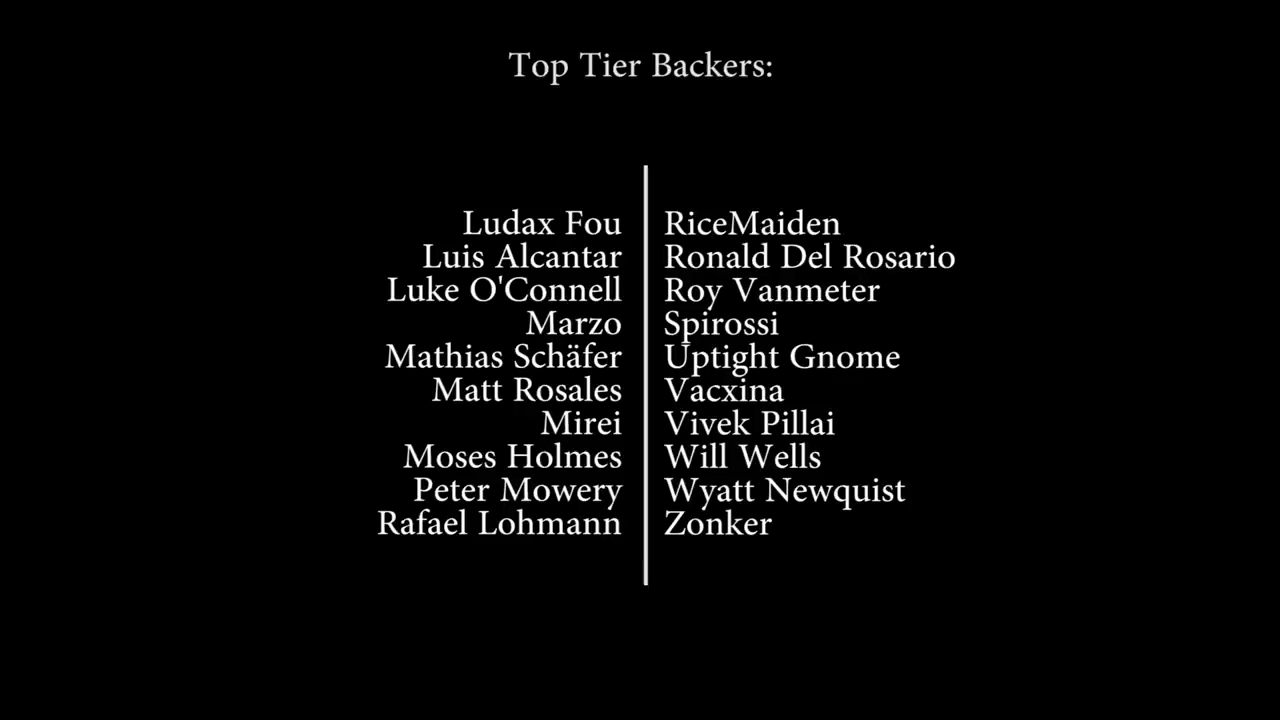 Top Tier Backers:
Ludax Fou
Luis Alcantar
Luke O'Connell
Marzo
Mathias Schäfer
Matt Rosales
Mirei
Moses Holmes
Peter Mowery
Rafael Lohmann
RiceMaiden
Ronald Del Rosario
Roy Vanmeter
Spirossi
Uptight Gnome
Vacxina
Vivek Pillai
Will Wells
Wyatt Newquist
Zonker